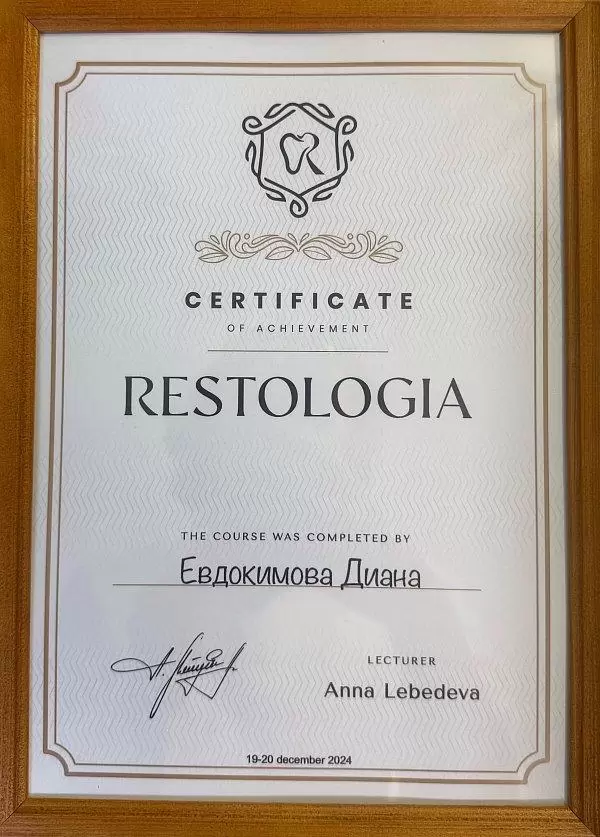 CERTIFICATE
OF ACHIEVEMENT
RESTOLOGIA
THE COURSE WAS COMPLETED BY
Евдокимова Диана
LECTURER
Anna Lebedeva
19-20 december 2024